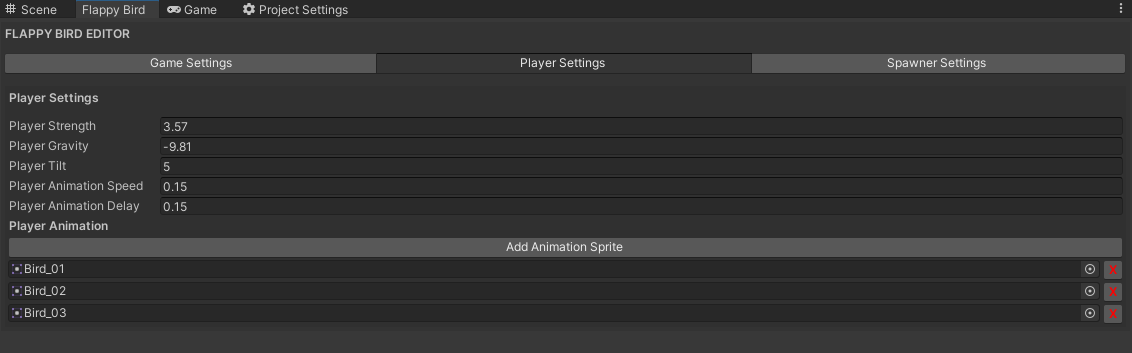 Scene Flappy Bird Game Project Settings
FLAPPY BIRD EDITOR
Game Settings Player Settings Spawner Settings
Player Settings
Player Strength 3.57
Player Gravity -9.81
Player Tilt 5
Player Animation Speed 0.15
Player Animation Delay 0.15
Player Animation
Add Animation Sprite
Bird_01 X
Bird_02 X
Bird_03 X